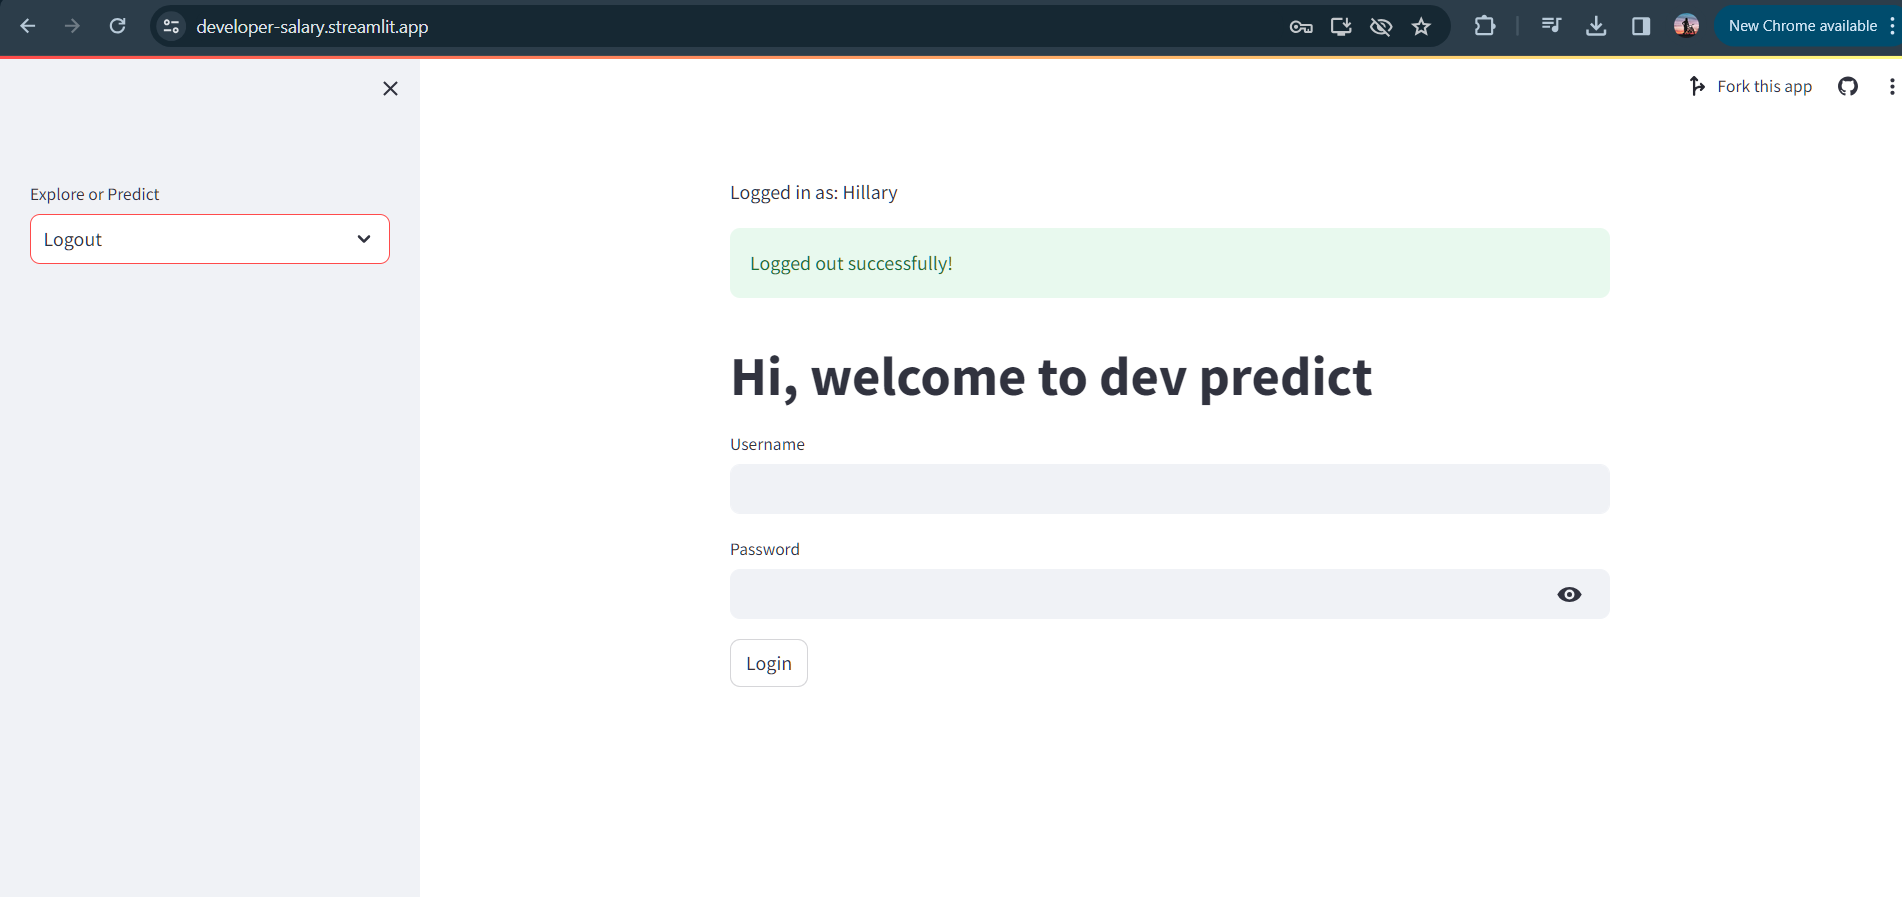 developer-salary.streamlit.app
New Chrome available
Fork this app
Explore or Predict
Logout
Logged in as: Hillary
Logged out successfully!
Hi, welcome to dev predict
Username
Password
Login